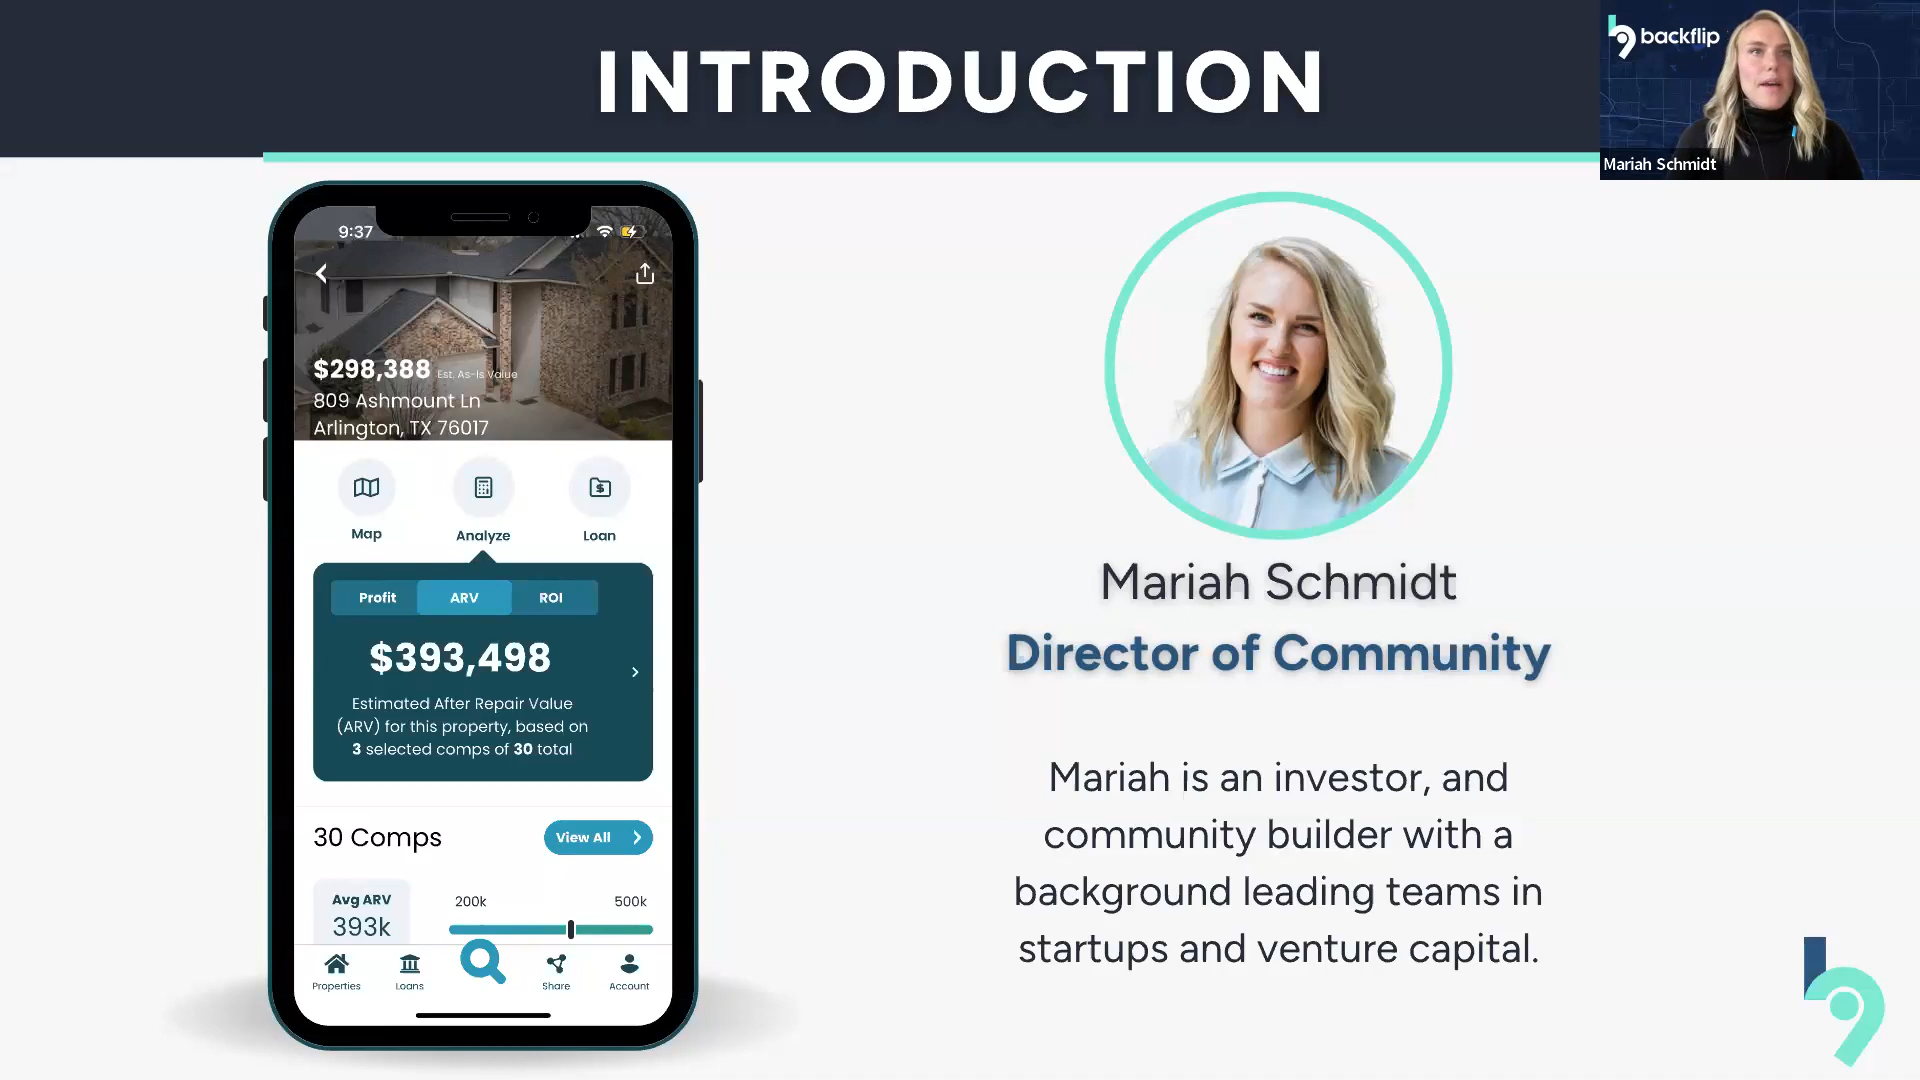 INTRODUCTION
backflip
Mariah Schmidt
9:37
$298,388 Est. As-Is Value
809 Ashmount Ln
Arlington, TX 76017
Map
Analyze
Loan
Profit
ARV
ROI
$393,498
Estimated After Repair Value
(ARV) for this property, based on
3 selected comps of 30 total
30 Comps
View All
Avg ARV
393k
200k
500k
Properties
Loans
Share
Account
Mariah Schmidt
Director of Community
Mariah is an investor, and
community builder with a
background leading teams in
startups and venture capital.